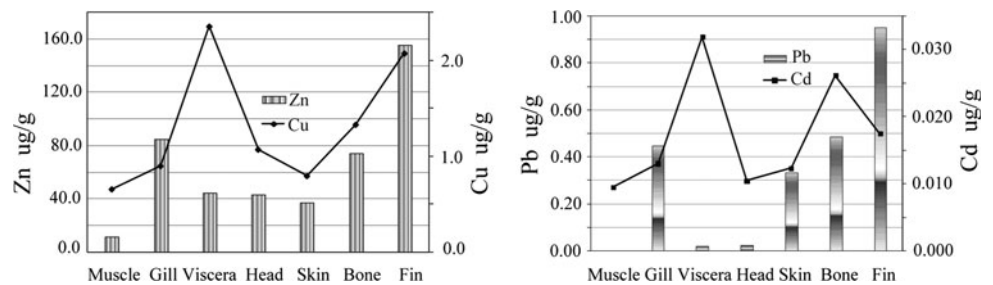 Zn ug/g
160.0
120.0
80.0
40.0
0.0
Zn
Cu
2.0
1.0
0.0
Cu ug/g
Muscle Gill Viscera Head Skin Bone Fin
Pb ug/g
1.00
0.80
0.60
0.40
0.20
0.00
Pb
Cd
0.030
0.020
0.010
0.000
Cd ug/g
Muscle Gill Viscera Head Skin Bone Fin